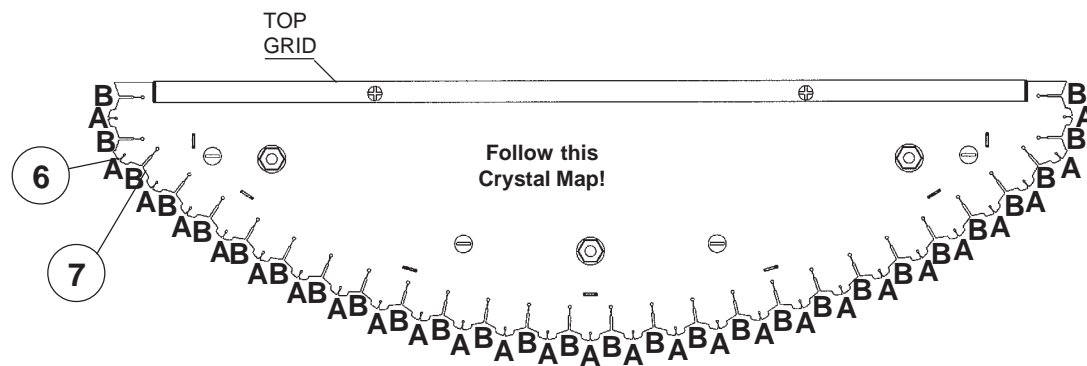 TOP
GRID
Follow this
Crystal Map!
6
7
B A B A B A B A B A B A B A B A B A B A B A B A B A B A B A B A B A B A B A B A B A B A B A B A B A B A B A B A B